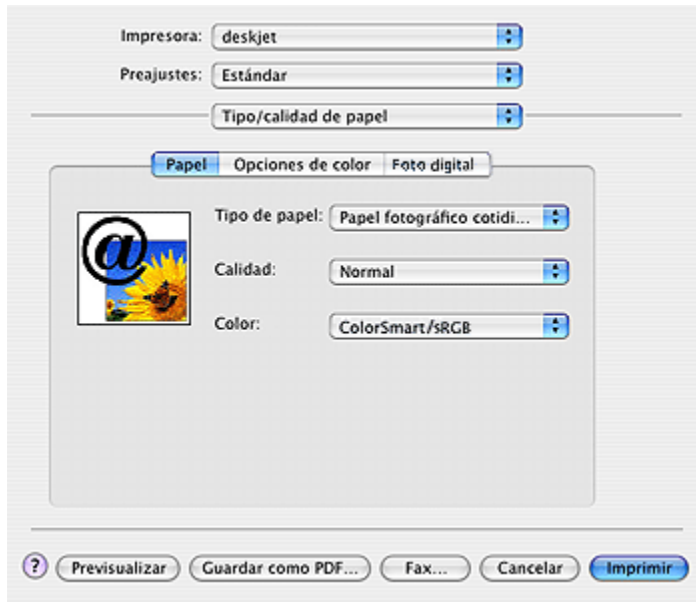 Impresora: deskjet
Preajustes: Estándar
Tipo/calidad de papel
Papel Opciones de color Foto digital
Tipo de papel: Papel fotográfico cotidi...
Calidad: Normal
Color: ColorSmart/sRGB
@
? Previsualizar Guardar como PDF... Fax... Cancelar Imprimir